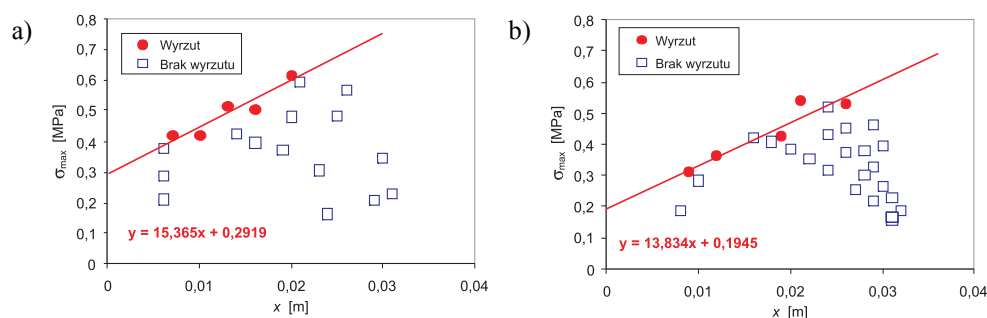 a)
σmax [MPa]
0,8
0,7
0,6
0,5
0,4
0,3
0,2
0,1
0
Wyrzut
Brak wyrzutu
y = 15,365x + 0,2919
0
0,01
0,02
0,03
0,04
x [m]
b)
σmax [MPa]
0,8
0,7
0,6
0,5
0,4
0,3
0,2
0,1
0
Wyrzut
Brak wyrzutu
y = 13,834x + 0,1945
0
0,01
0,02
0,03
0,04
x [m]